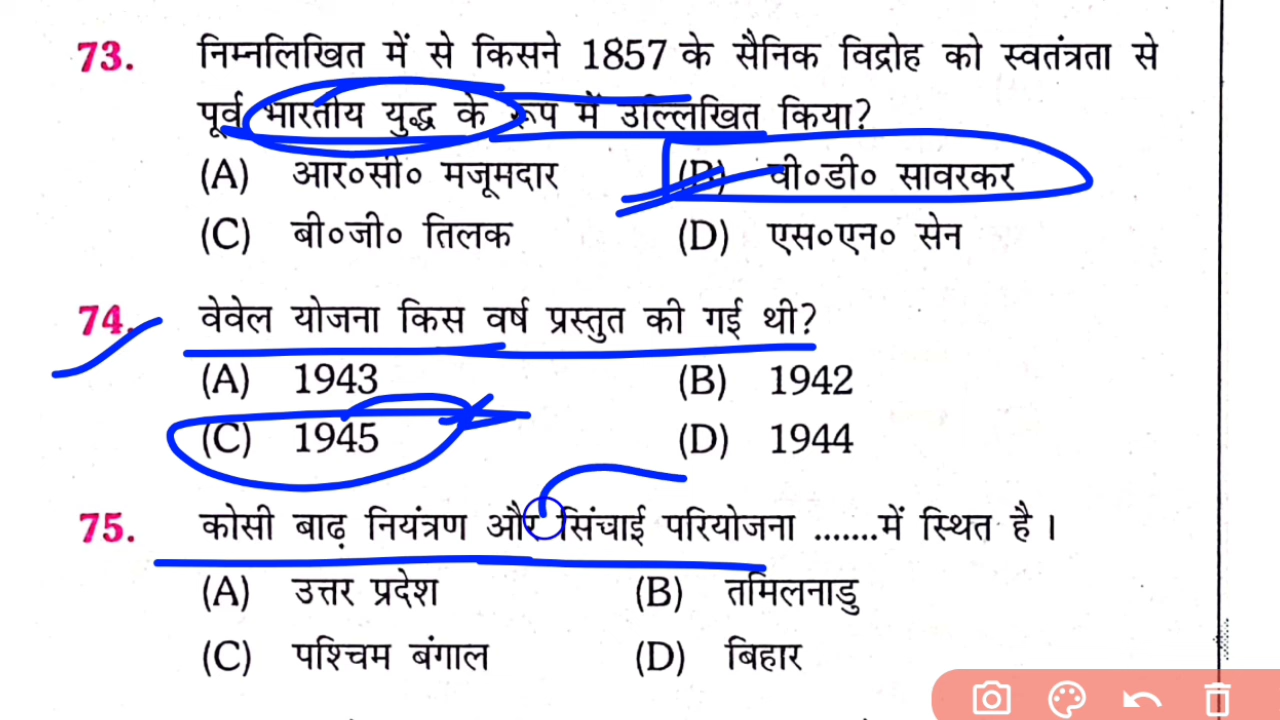 73. निम्नलिखित में से किसने 1857 के सैनिक विद्रोह को स्वतंत्रता से
पूर्व भारतीय युद्ध के रूप में उल्लिखित किया?
(A) आर०सी० मजूमदार (B) वी०डी० सावरकर
(C) बी०जी० तिलक (D) एस०एन० सेन
74. वेवेल योजना किस वर्ष प्रस्तुत की गई थी?
(A) 1943 (B) 1942
(C) 1945 (D) 1944
75. कोसी बाढ़ नियंत्रण और सिंचाई परियोजना .......में स्थित है।
(A) उत्तर प्रदेश (B) तमिलनाडु
(C) पश्चिम बंगाल (D) बिहार